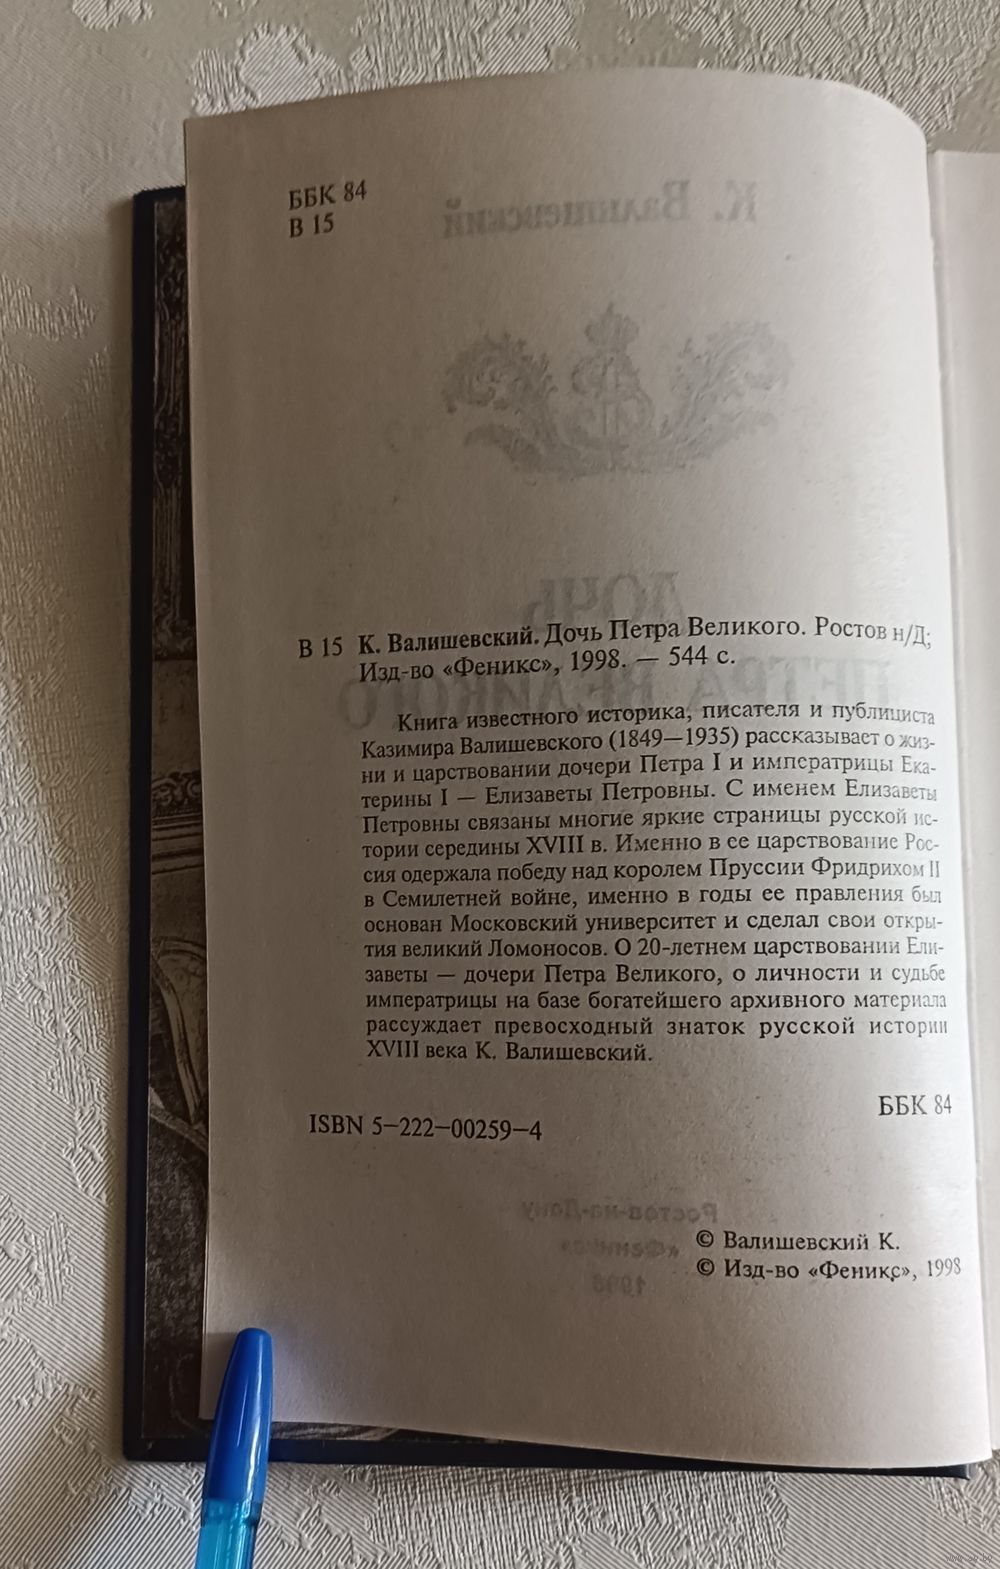 ББК 84
В 15
В 15 К. Валишевский. Дочь Петра Великого. Ростов н/Д;
Изд-во «Феникс», 1998. — 544 с.
Книга известного историка, писателя и публициста
Казимира Валишевского (1849—1935) рассказывает о жиз-
ни и царствовании дочери Петра I и императрицы Ека-
терины I — Елизаветы Петровны. С именем Елизаветы
Петровны связаны многие яркие страницы русской ис-
тории середины XVIII в. Именно в ее царствование Рос-
сия одержала победу над королем Пруссии Фридрихом II
в Семилетней войне, именно в годы ее правления был
основан Московский университет и сделал свои откры-
тия великий Ломоносов. О 20-летнем царствовании Ели-
заветы — дочери Петра Великого, о личности и судьбе
императрицы на базе богатейшего архивного материала
рассуждает превосходный знаток русской истории
XVIII века К. Валишевский.
ББК 84
ISBN 5—222—00259—4
© Валишевский К.
© Изд-во «Феникс», 1998